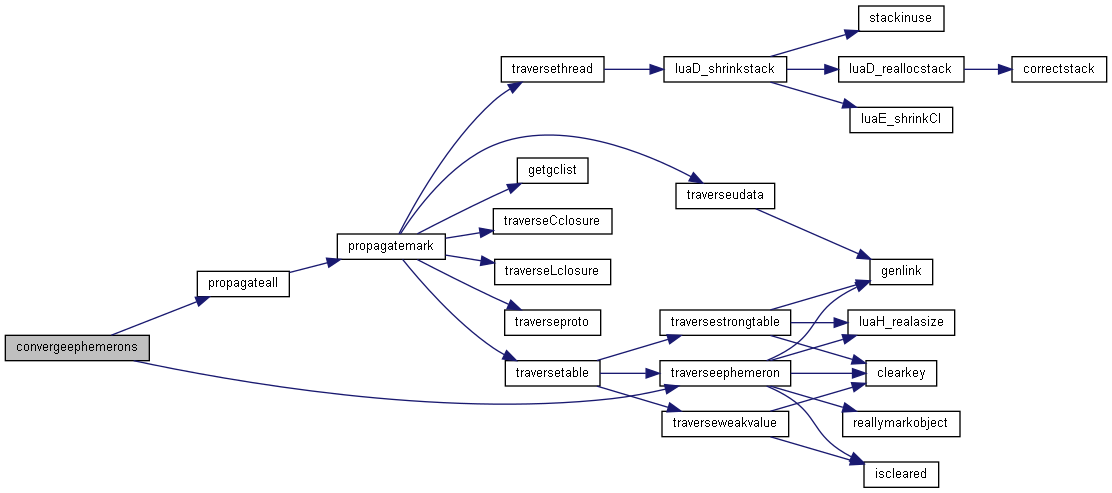 stackinuse
traversethread
luaD_shrinkstack
luaD_reallocstack
correctstack
luaE_shrinkCI
getgclist
traverseudata
traverseCclosure
propagatemark
traverseLclosure
genlink
propagateall
traverseproto
traversestrongtable
luaH_realasize
convergeephemerons
traversetable
traverseephemeron
clearkey
traverseweakvalue
reallymarkobject
iscleared